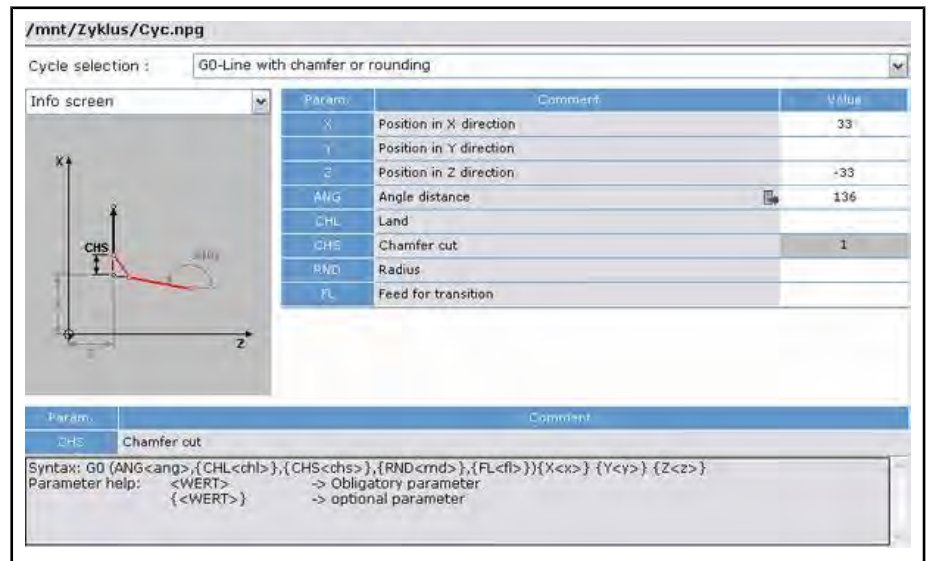 /mnt/Zyklus/Cyc.npg
Cycle selection : G0-Line with chamfer or rounding
Info screen
Param. Comment Value
X Position in X direction 33
Y Position in Y direction
Z Position in Z direction -33
ANG Angle distance 136
CHL Land
CHS Chamfer cut 1
RND Radius
FL Feed for transition
X
CHS
ANG
Z
Param. Comment
CHS Chamfer cut
Syntax: G0 (ANG<ang>,{CHL<chl>},{CHS<chs>},{RND<rnd>},{FL<fl>}){X<x>} {Y<y>} {Z<z>}
Parameter help: <WERT> -> Obligatory parameter
{<WERT>} -> optional parameter